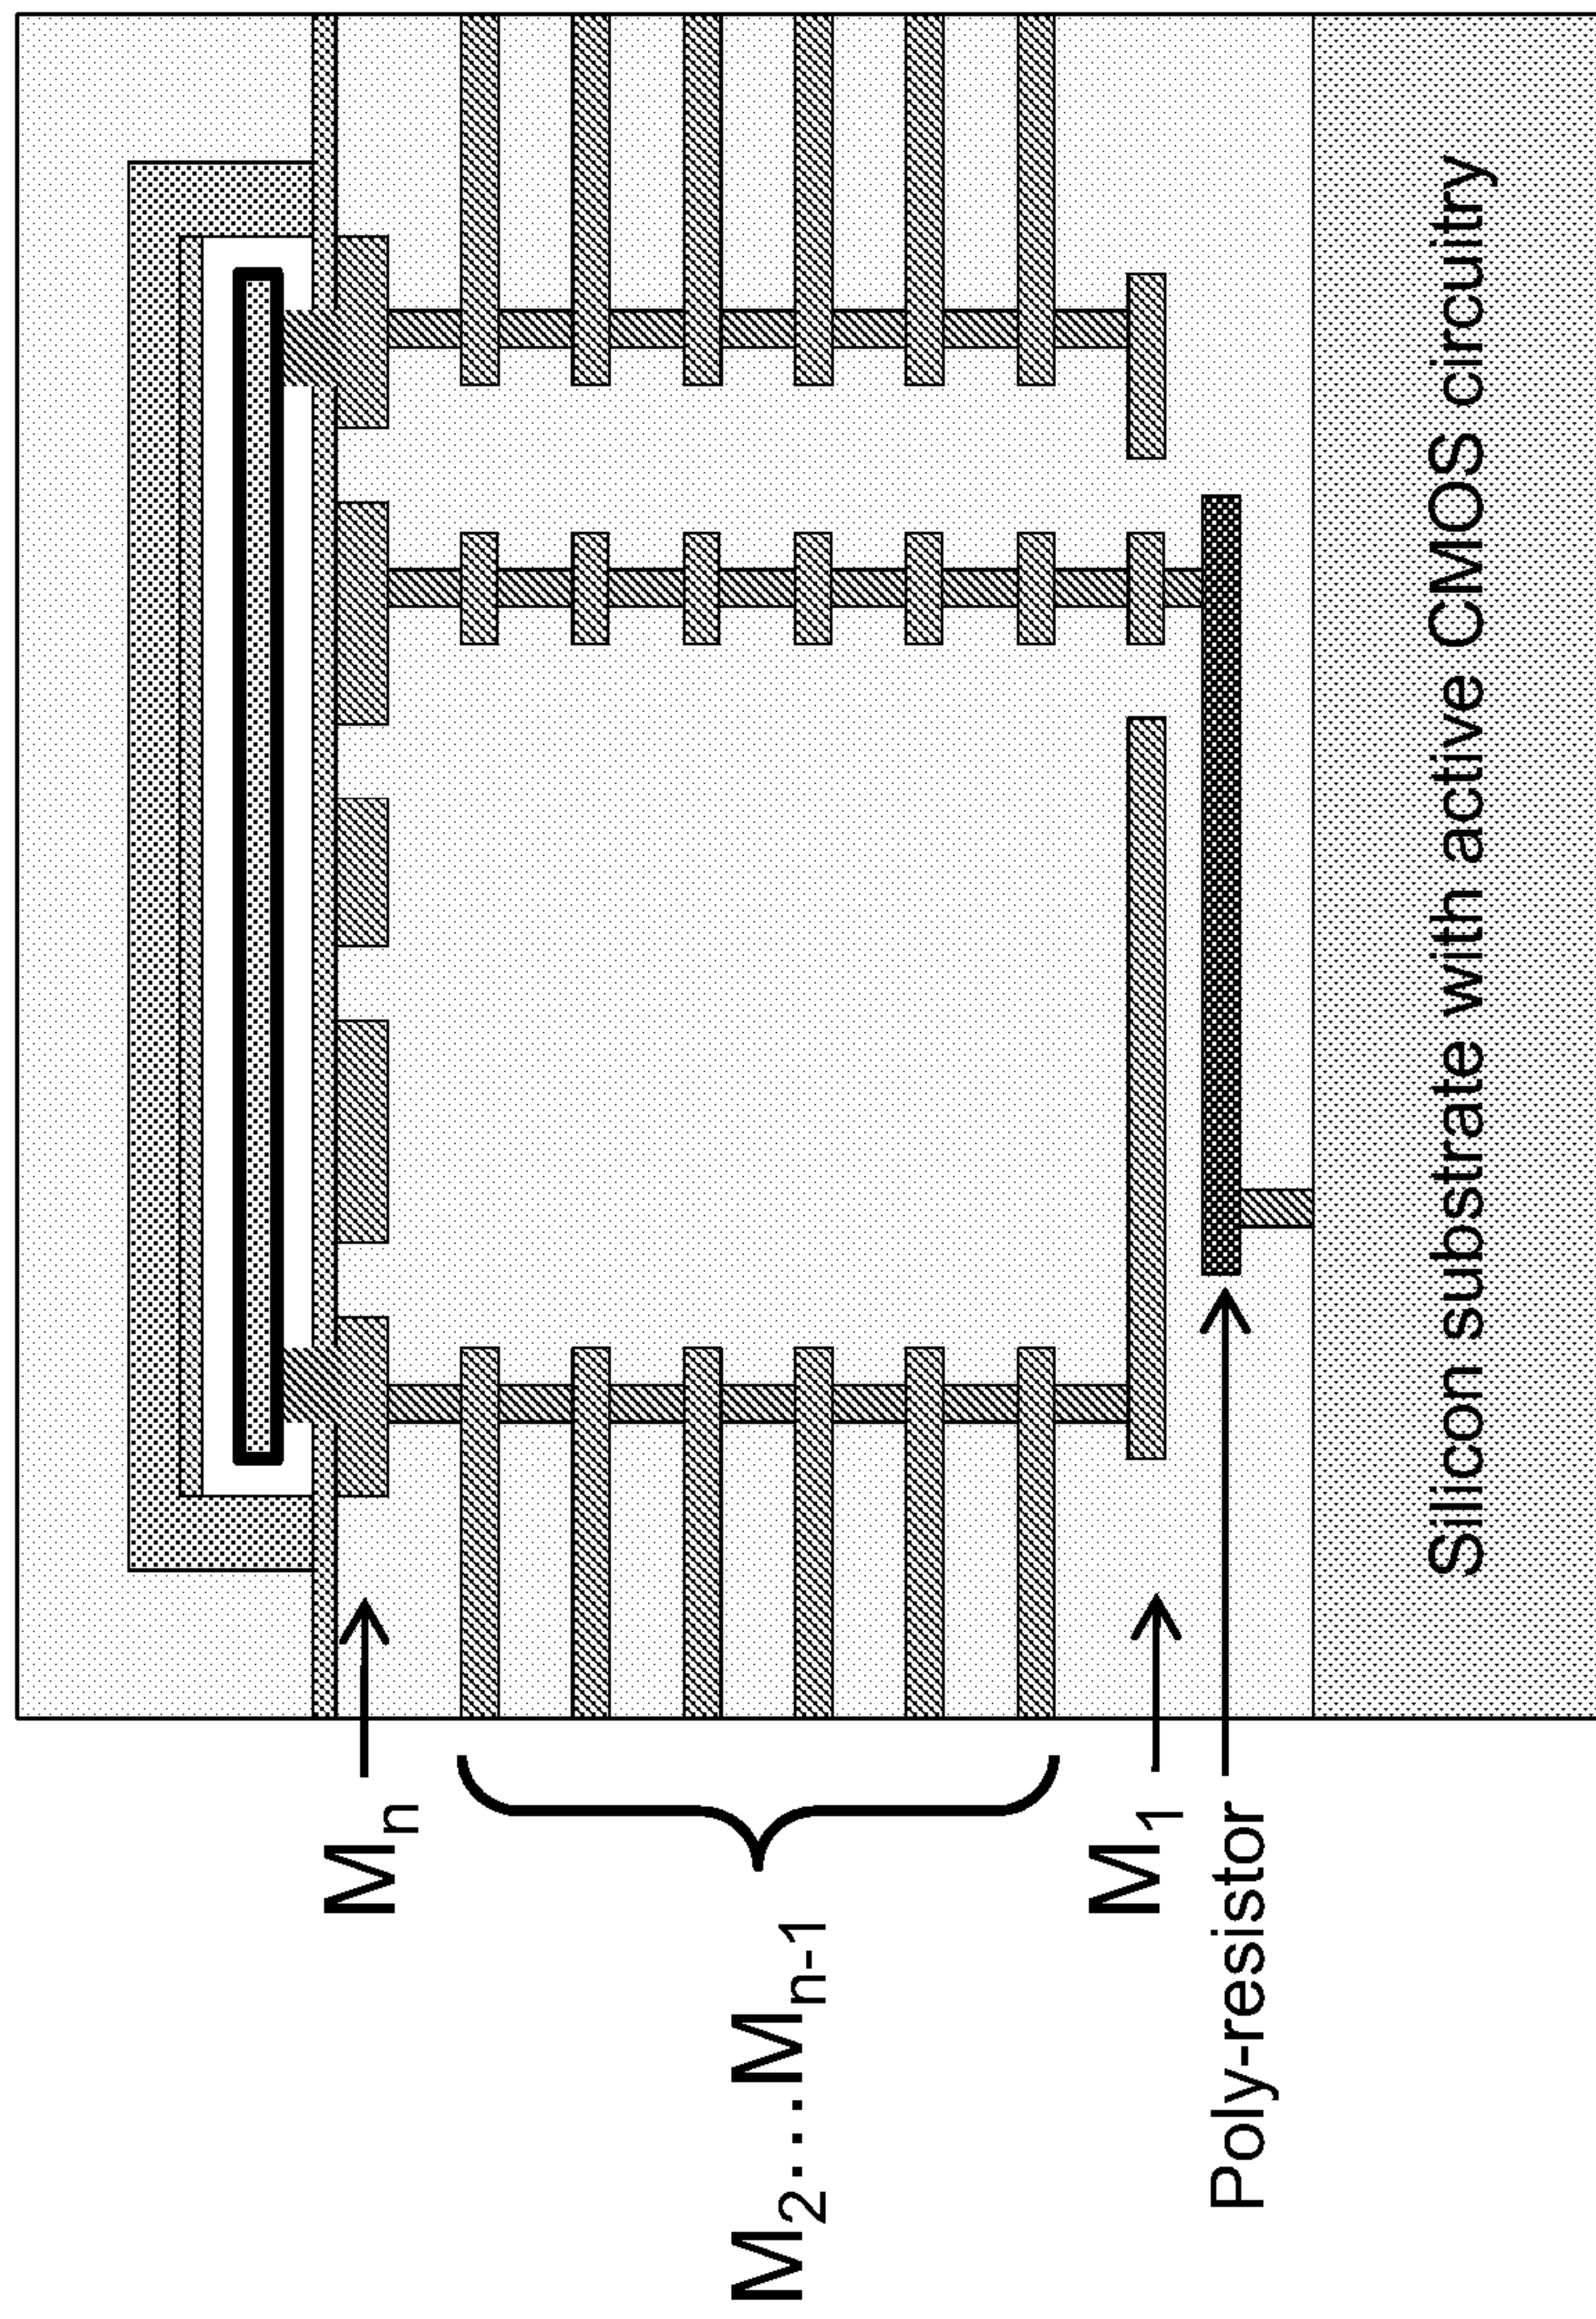 Mₙ
M₂....Mₙ₋₁
M₁
Poly-resistor
Silicon substrate with active CMOS circuitry